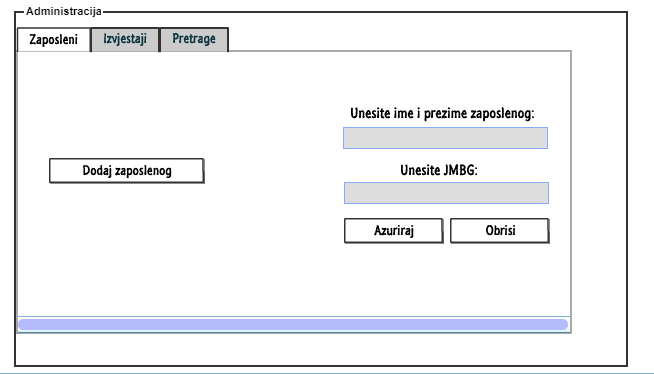 Administracija
Zaposleni Izvjestaji Pretrage
Unesite ime i prezime zaposlenog:
Dodaj zaposlenog
Unesite JMBG:
Azuriraj Obrisi